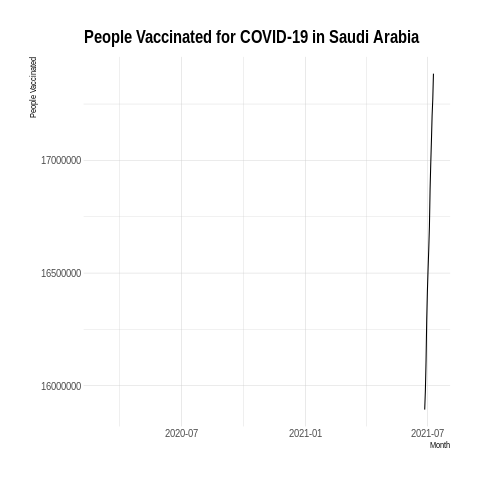 People Vaccinated for COVID-19 in Saudi Arabia
People Vaccinated
17000000
16500000
16000000
2020-07 2021-01 2021-07
Month